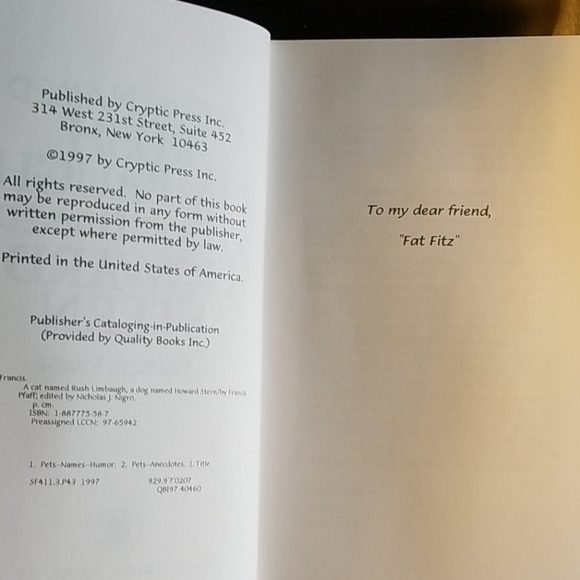 Published by Cryptic Press Inc.
314 West 231st Street, Suite 452
Bronx, New York 10463
©1997 by Cryptic Press Inc.
All rights reserved. No part of this book
may be reproduced in any form without
written permission from the publisher,
except where permitted by law.
Printed in the United States of America.
Publisher's Cataloging-in-Publication
(Provided by Quality Books Inc.)
Francis.
A cat named Rush Limbaugh, a dog named Howard Stern/by Francis
Pfaff; edited by Nicholas J. Nigro.
p. cm.
ISBN: 1-887775-58-7
Preassigned LCCN: 97-65942
1. Pets--Names--Humor. 2. Pets--Anecdotes. I. Title
SF411.3.P43 1997
929.9'7'0207
QBI97-40460
To my dear friend,
"Fat Fitz"